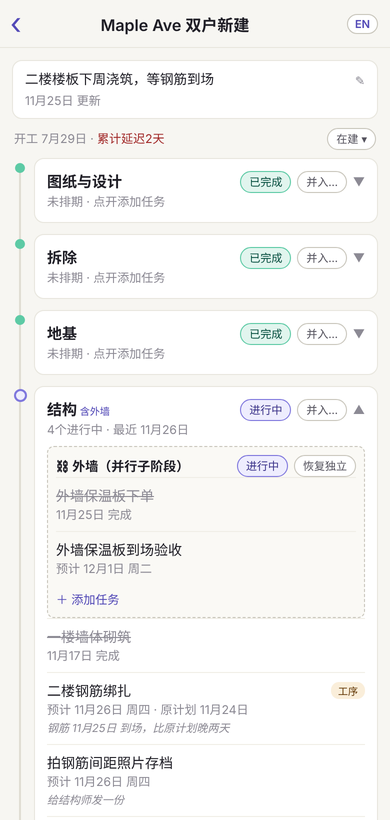 Maple Ave 双户新建
EN
二楼楼板下周浇筑，等钢筋到场
11月25日 更新
开工 7月29日 · 累计延迟2天
在建 ▾
图纸与设计
已完成
并入...
未排期 · 点开添加任务
拆除
已完成
并入...
未排期 · 点开添加任务
地基
已完成
并入...
未排期 · 点开添加任务
结构 含外墙
进行中
并入...
4个进行中 · 最近 11月26日
外墙（并行子阶段）
进行中
恢复独立
外墙保温板下单
11月25日 完成
外墙保温板到场验收
预计 12月1日 周二
＋ 添加任务
一楼墙体砌筑
11月17日 完成
二楼钢筋绑扎
工序
预计 11月26日 周四 · 原计划 11月24日
钢筋 11月25日 到场，比原计划晚两天
拍钢筋间距照片存档
预计 11月26日 周四
给结构师发一份